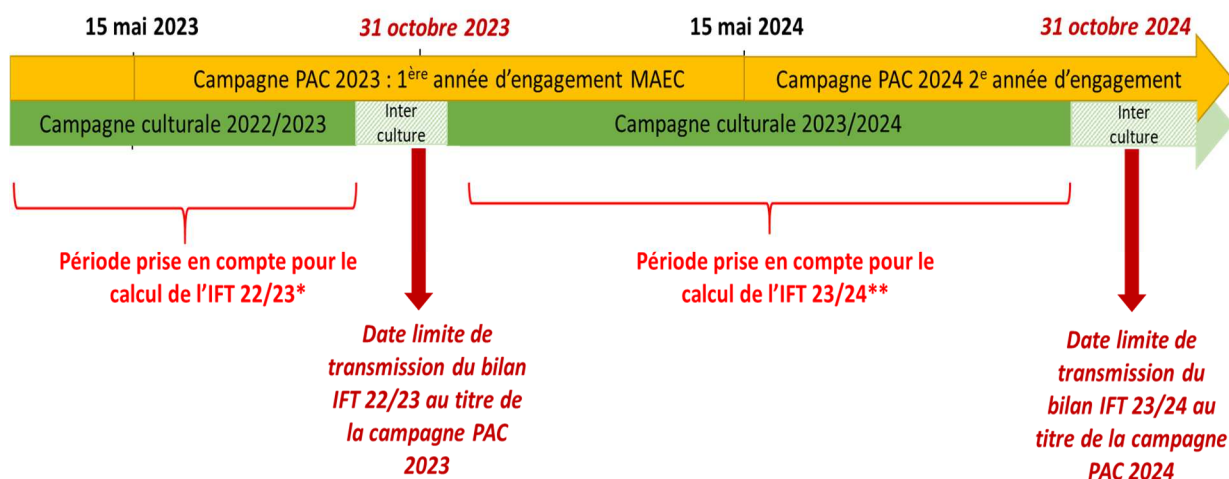 15 mai 2023
31 octobre 2023
15 mai 2024
31 octobre 2024
Campagne PAC 2023 : 1ère année d’engagement MAEC
Campagne PAC 2024 2e année d’engagement
Campagne culturale 2022/2023
Inter
culture
Campagne culturale 2023/2024
Inter
culture
Période prise en compte pour le
calcul de l’IFT 22/23*
Période prise en compte pour le
calcul de l’IFT 23/24**
Date limite de
transmission du bilan
IFT 22/23 au titre de
la campagne PAC
2023
Date limite de
transmission du
bilan IFT 23/24 au
titre de la campagne
PAC 2024